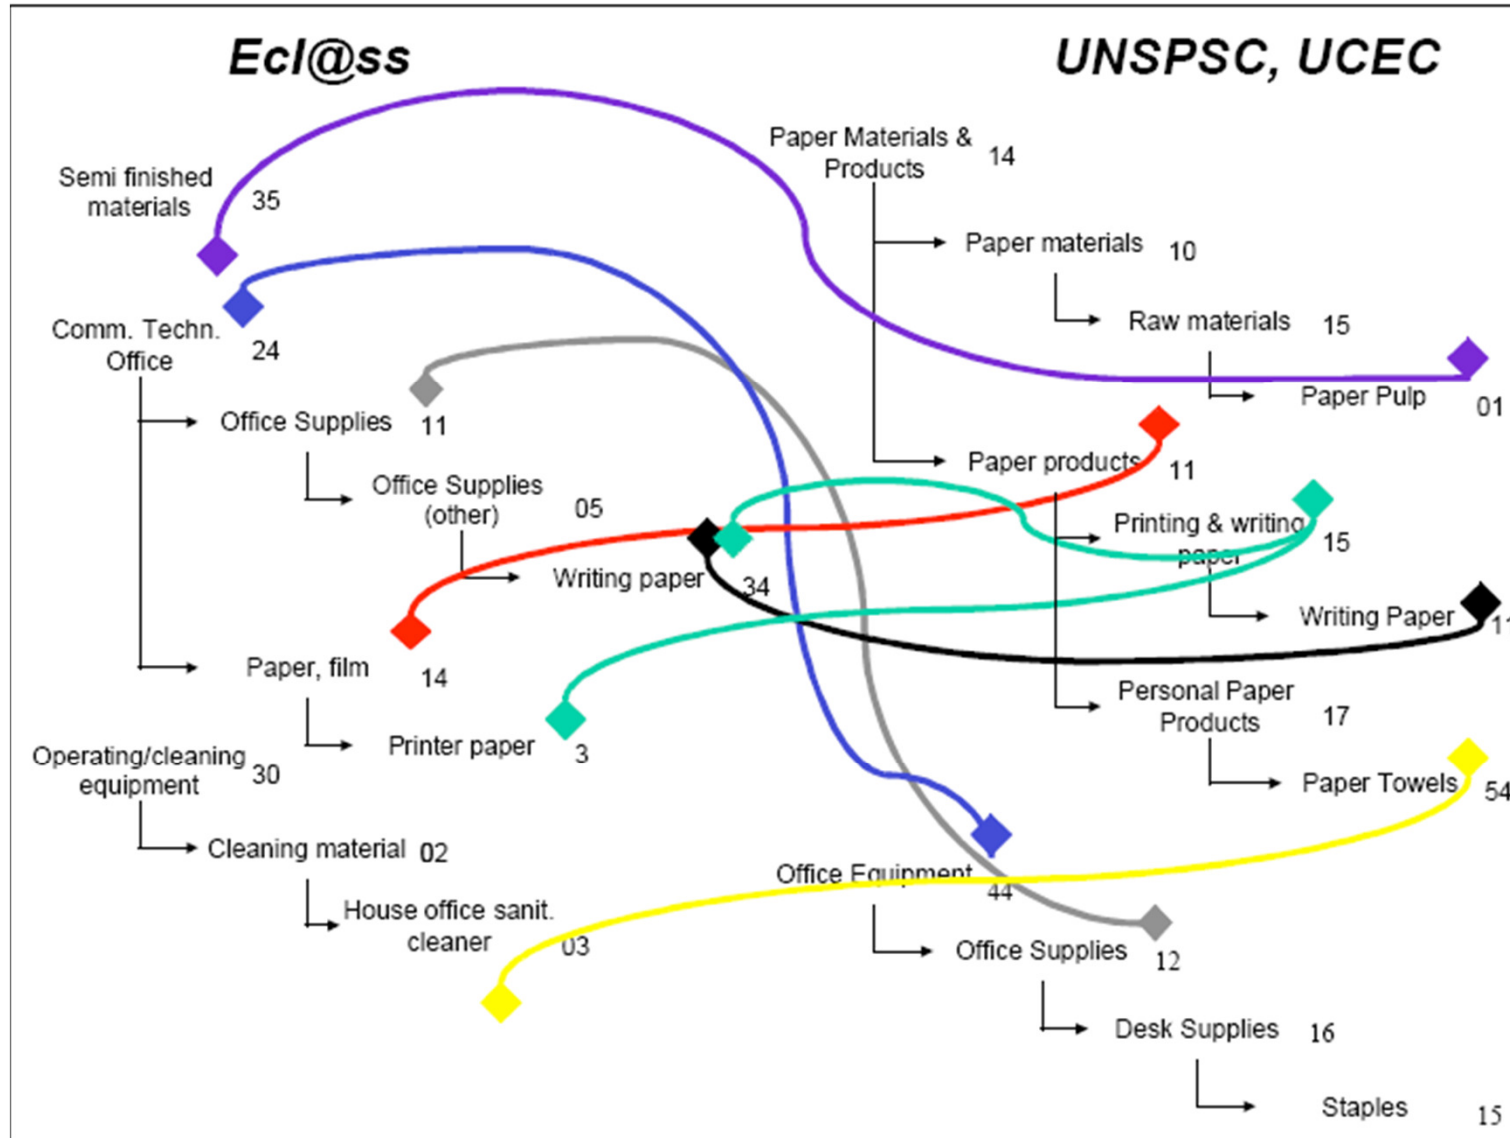 Ecl@ss
UNSPSC, UCEC
Semi finished
materials
35
Comm. Techn.
Office
24
Office Supplies
11
Office Supplies
(other)
05
Writing paper
34
Paper, film
14
Printer paper
3
Operating/cleaning
equipment
30
Cleaning material
02
House office sanit.
cleaner
03
Paper Materials &
Products
14
Paper materials
10
Raw materials
15
Paper Pulp
01
Paper products
11
Printing & writing
paper
15
Writing Paper
11
Personal Paper
Products
17
Paper Towels
54
Office Equipment
44
Office Supplies
12
Desk Supplies
16
Staples
15